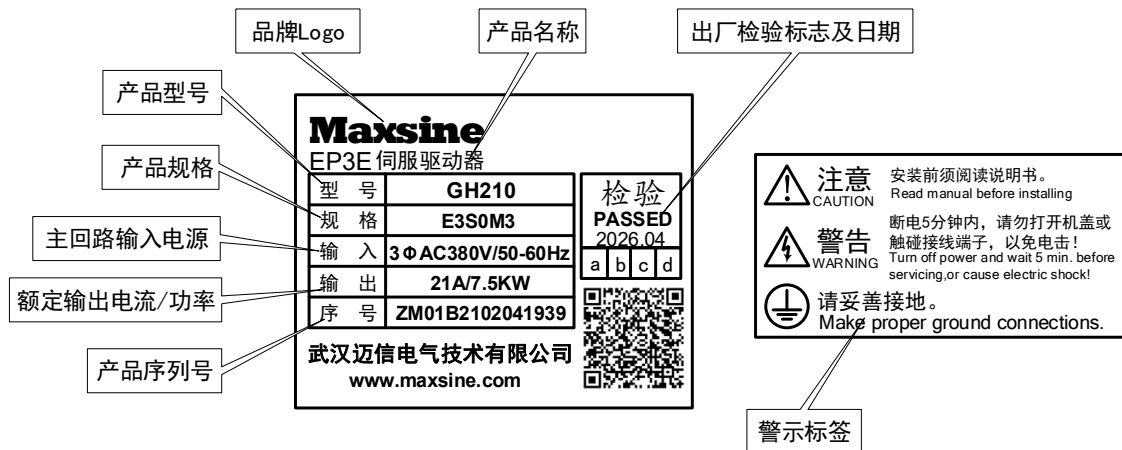 品牌Logo
产品名称
出厂检验标志及日期
产品型号
产品规格
主回路输入电源
额定输出电流/功率
产品序列号
Maxsine
EP3E 伺服驱动器
型 号 GH210
规 格 E3S0M3
输 入 3ΦAC380V/50-60Hz
输 出 21A/7.5KW
序 号 ZM01B2102041939
武汉迈信电气技术有限公司
www.maxsine.com
检验
PASSED
2026.04
a b c d
注意
CAUTION
安装前须阅读说明书。
Read manual before installing
警告
WARNING
断电5分钟内，请勿打开机盖或
触碰接线端子，以免电击！
Turn off power and wait 5 min. before
servicing,or cause electric shock!
请妥善接地。
Make proper ground connections.
警示标签